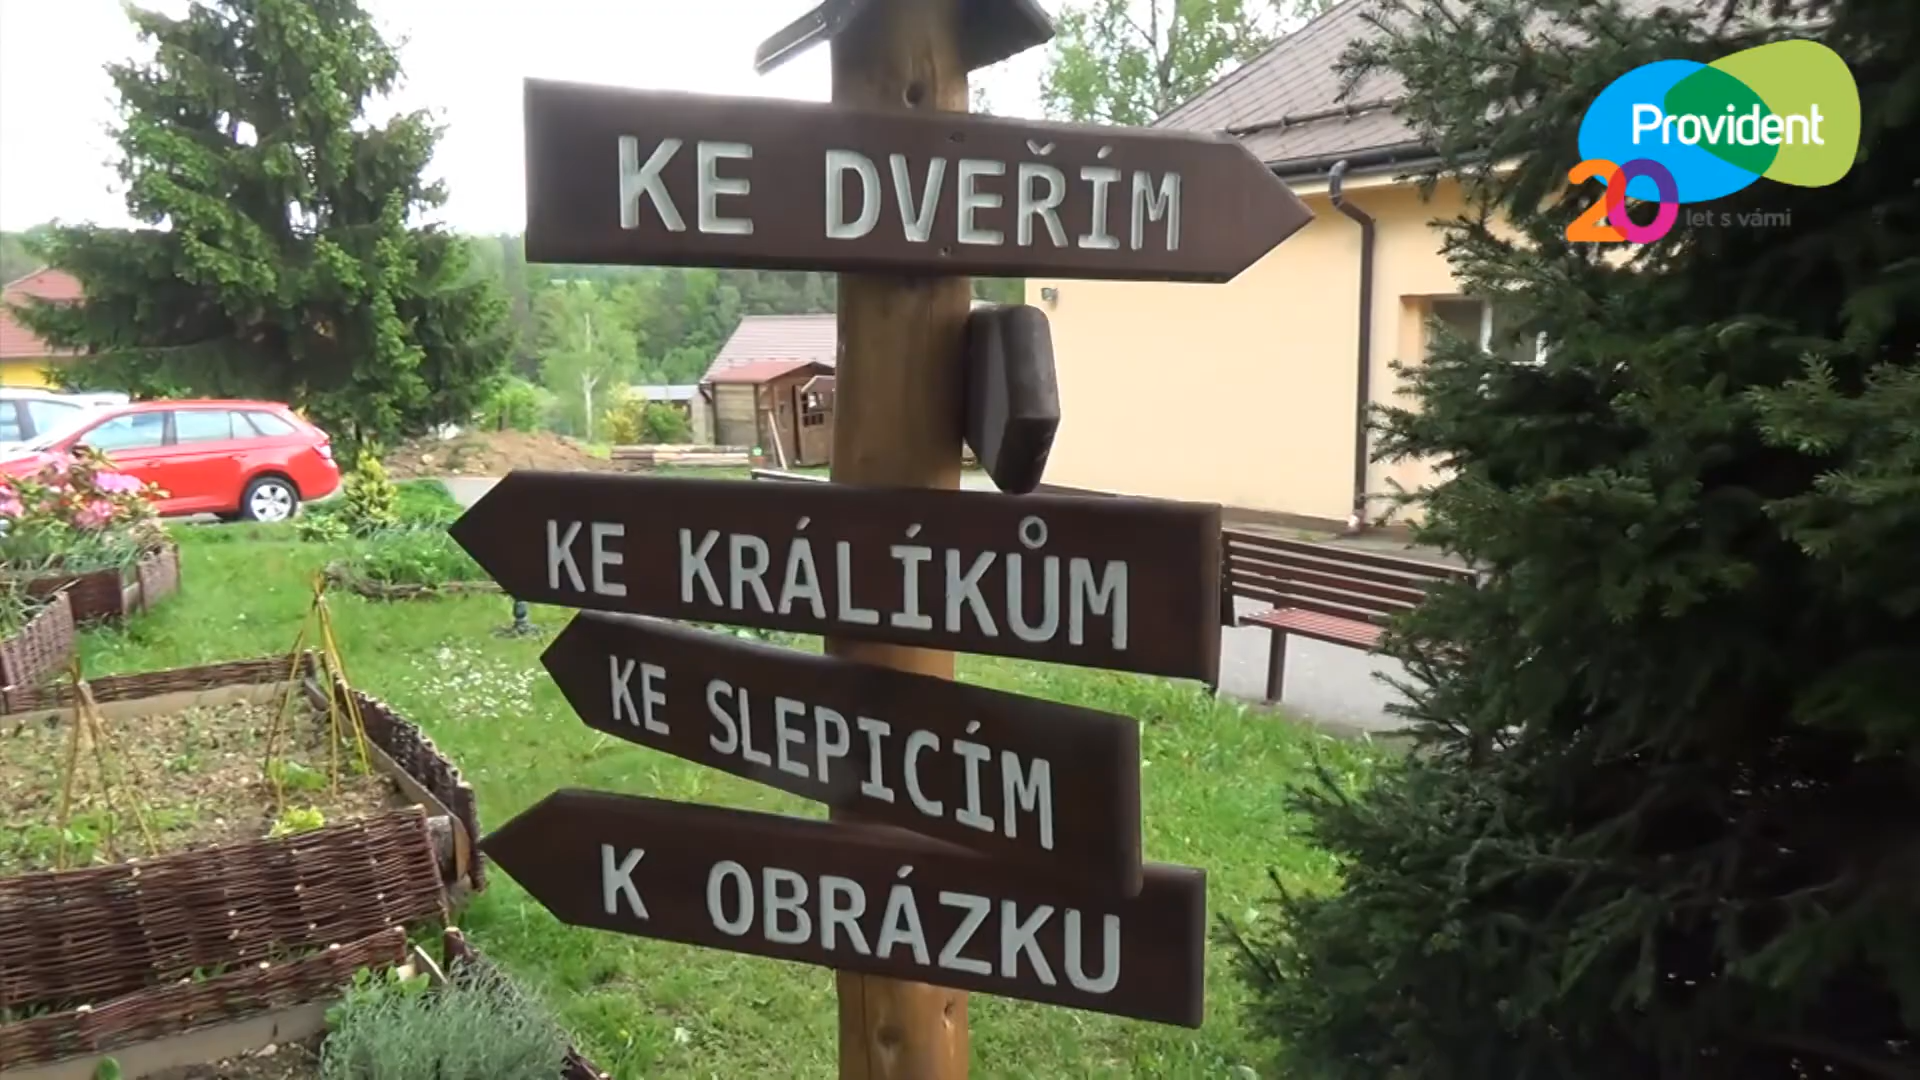 KE DVEŘÍM
KE KRÁLÍKŮM
KE SLEPICÍM
K OBRÁZKU
Provident
20 let s vámi